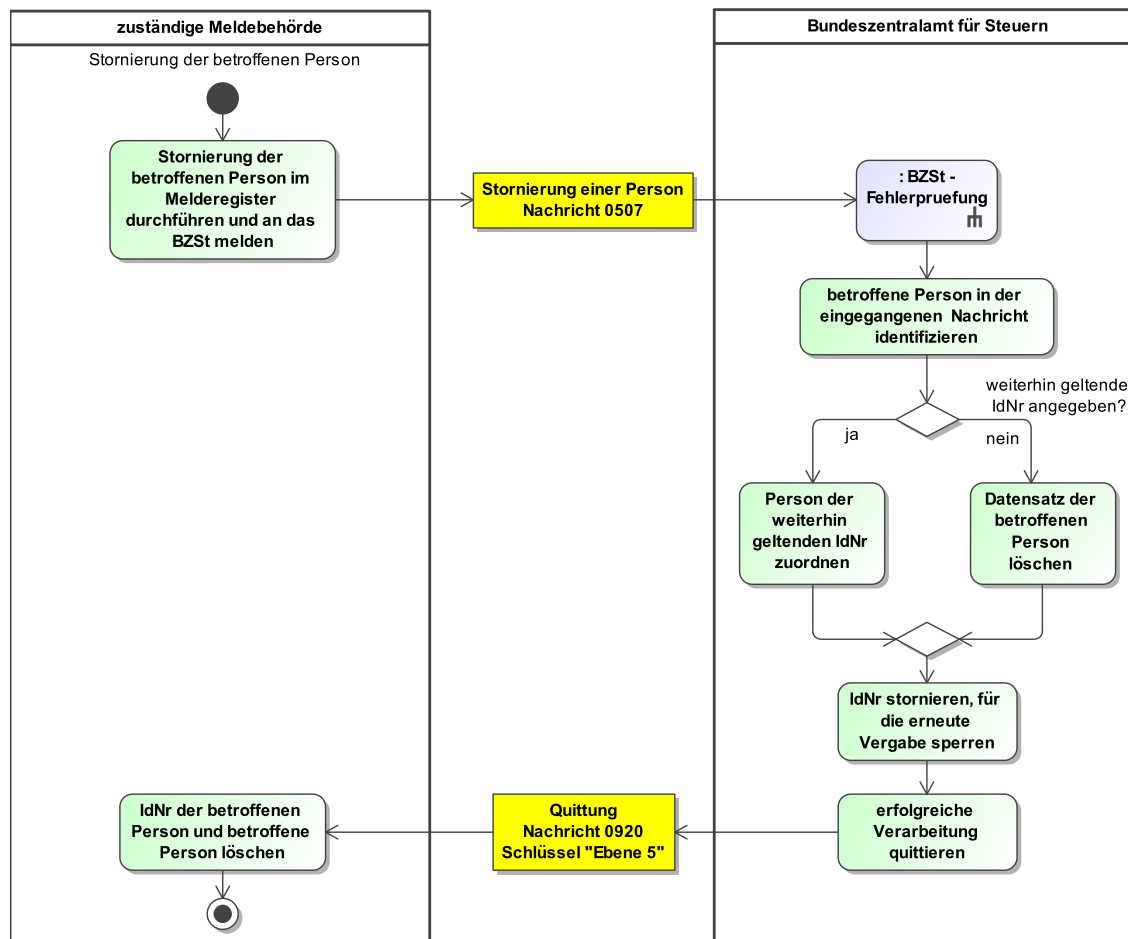 zuständige Meldebehörde
Bundeszentralamt für Steuern
Stornierung der betroffenen Person
Stornierung der
betroffenen Person im
Melderegister
durchführen und an das
BZSt melden
Stornierung einer Person
Nachricht 0507
: BZSt -
Fehlerpruefung
betroffene Person in der
eingegangenen Nachricht
identifizieren
weiterhin geltende
IdNr angegeben?
ja
nein
Person der
weiterhin
geltenden IdNr
zuordnen
Datensatz der
betroffenen
Person
löschen
IdNr stornieren, für
die erneute
Vergabe sperren
erfolgreiche
Verarbeitung
quittieren
Quittung
Nachricht 0920
Schlüssel "Ebene 5"
IdNr der betroffenen
Person und betroffene
Person löschen